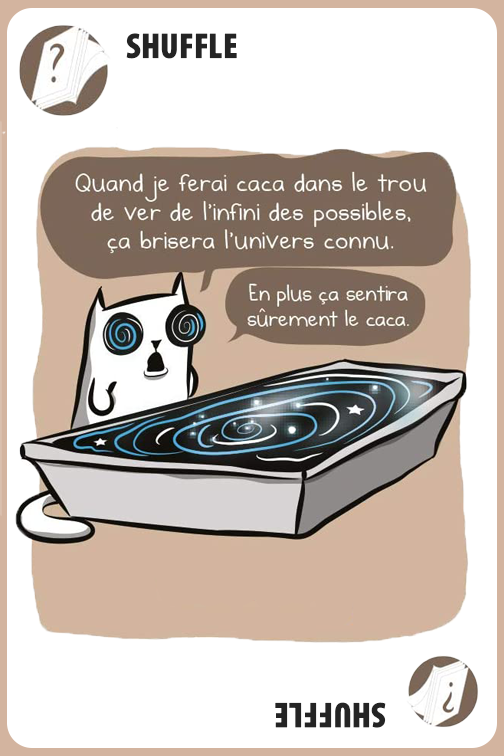 ?
SHUFFLE
Quand je ferai caca dans le trou
de ver de l'infini des possibles,
ça brisera l'univers connu.
En plus ça sentira
sûrement le caca.
SHUFFLE
?